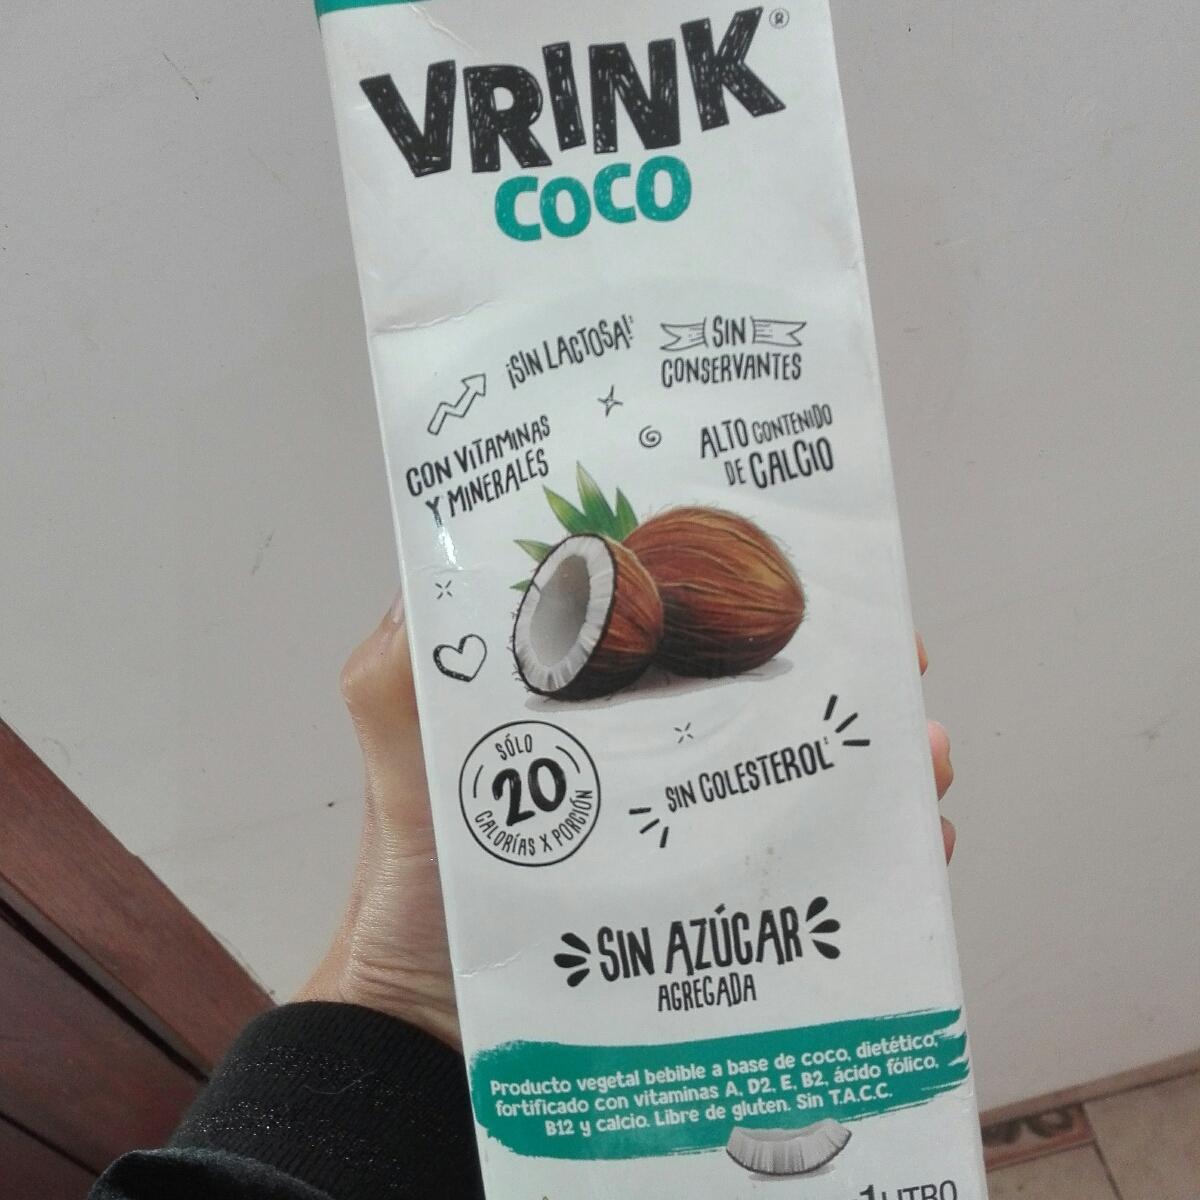 VRINK®
COCO
¡SIN LACTOSA!
SIN
CONSERVANTES
CON VITAMINAS
Y MINERALES
ALTO CONTENIDO
DE CALCIO
SÓLO
20
CALORÍAS X PORCIÓN
SIN COLESTEROL
SIN AZÚCAR
AGREGADA
Producto vegetal bebible a base de coco, dietético,
fortificado con vitaminas A, D2, E, B2, ácido fólico,
B12 y calcio. Libre de gluten. Sin T.A.C.C.
1 LITRO